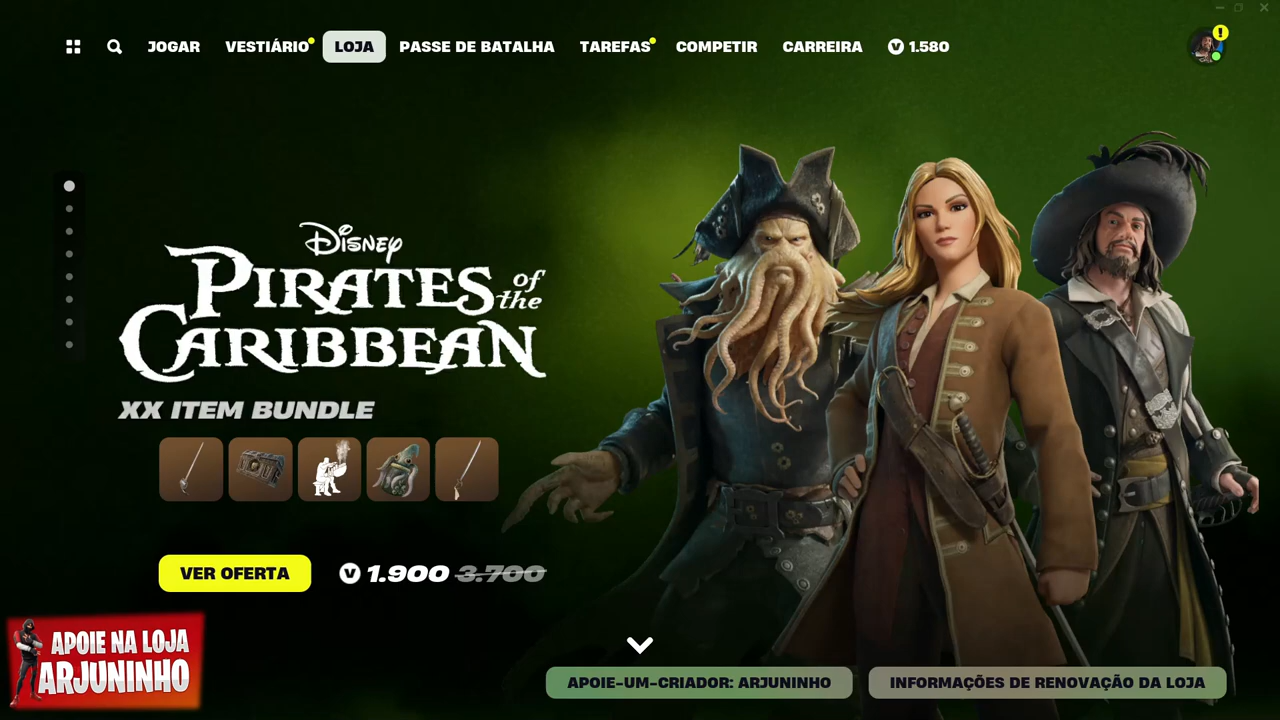 JOGAR VESTIÁRIO LOJA PASSE DE BATALHA TAREFAS COMPETIR CARREIRA 1.580
Disney
PIRATES of the
CARIBBEAN
XX ITEM BUNDLE
VER OFERTA 1.900 3.700
APOIE NA LOJA
ARJUNINHO
APOIE-UM-CRIADOR: ARJUNINHO INFORMAÇÕES DE RENOVAÇÃO DA LOJA